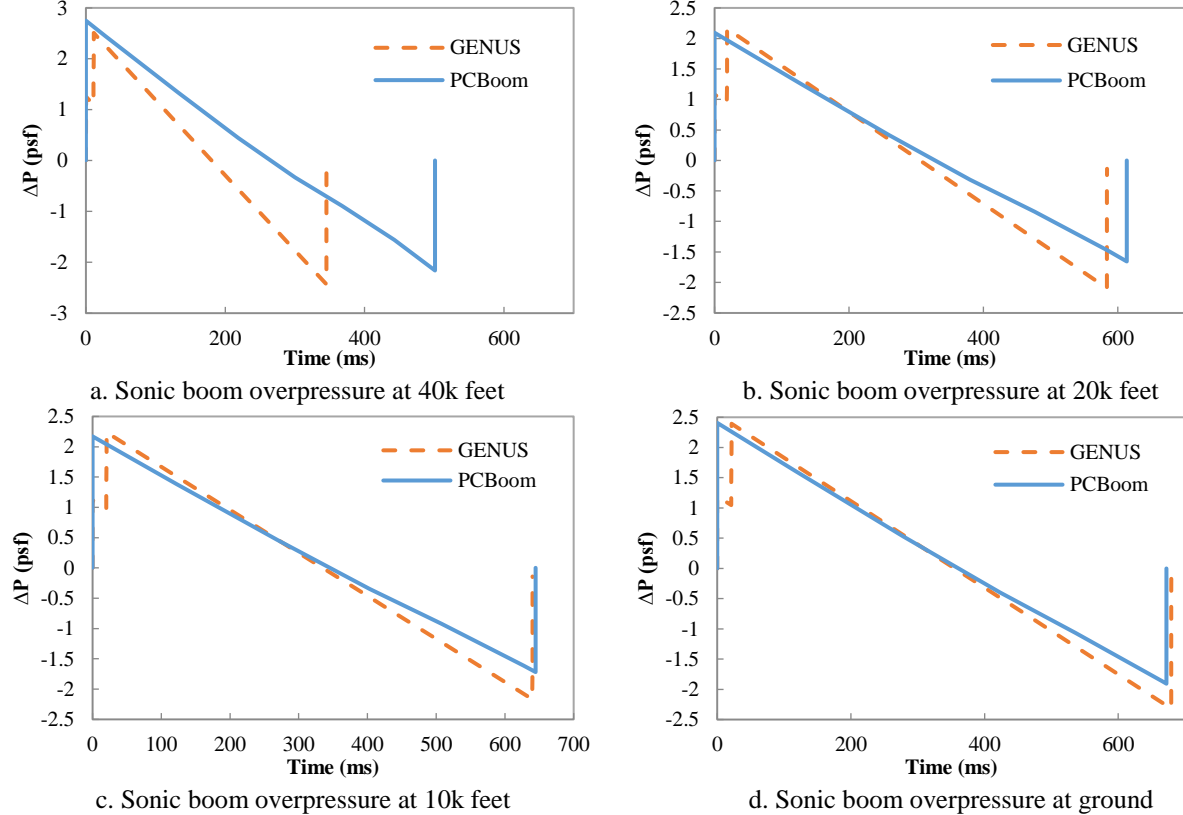 3
2
1
0
-1
-2
-3
ΔP (psf)
GENUS
PCBoom
0 200 400 600
Time (ms)
a. Sonic boom overpressure at 40k feet
2.5
2
1.5
1
0.5
0
-0.5
-1
-1.5
-2
-2.5
ΔP (psf)
GENUS
PCBoom
0 200 400 600
Time (ms)
b. Sonic boom overpressure at 20k feet
2.5
2
1.5
1
0.5
0
-0.5
-1
-1.5
-2
-2.5
ΔP (psf)
GENUS
PCBoom
0 100 200 300 400 500 600 700
Time (ms)
c. Sonic boom overpressure at 10k feet
2.5
2
1.5
1
0.5
0
-0.5
-1
-1.5
-2
-2.5
ΔP (psf)
GENUS
PCBoom
0 200 400 600
Time (ms)
d. Sonic boom overpressure at ground